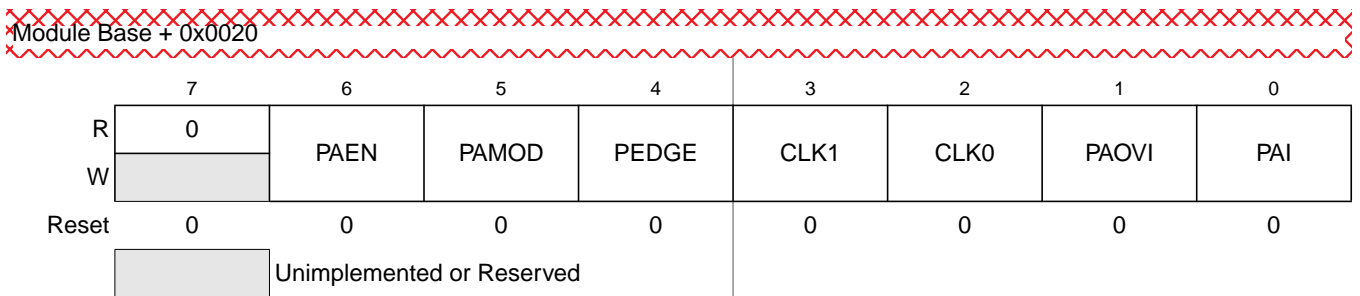 Module Base + 0x0020
7 6 5 4 3 2 1 0
R 0 PAEN PAMOD PEDGE CLK1 CLK0 PAOVI PAI
W
Reset 0 0 0 0 0 0 0 0
Unimplemented or Reserved